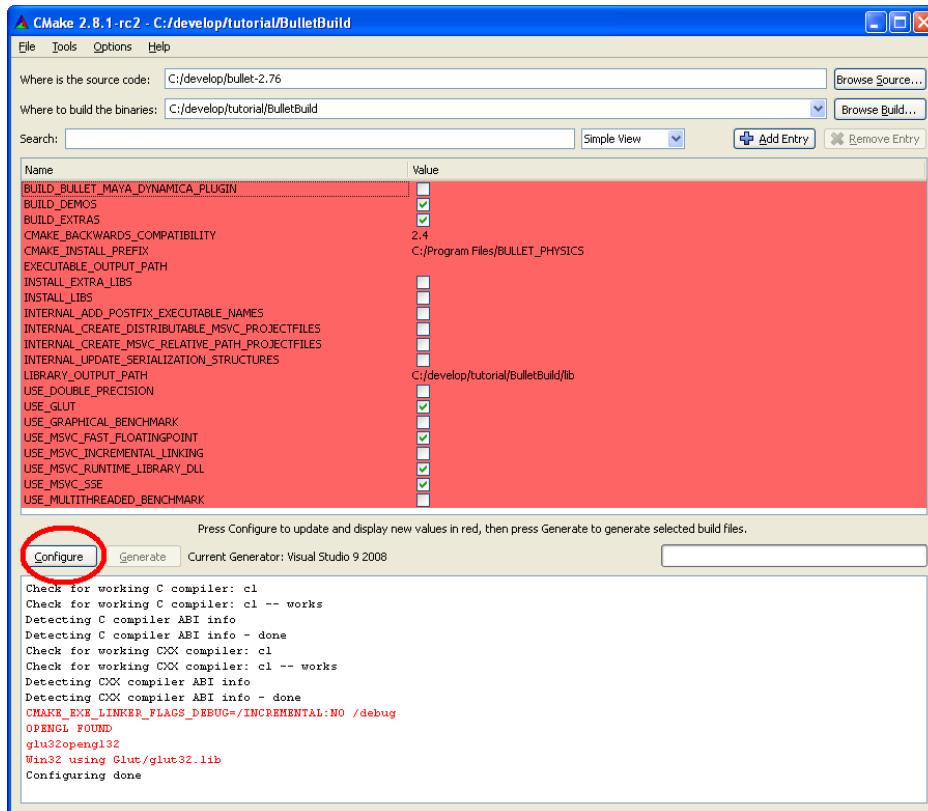 CMake 2.8.1-rc2 - C:/develop/tutorial/BulletBuild
File Tools Options Help
Where is the source code: C:/develop/bullet-2.76 Browse Source...
Where to build the binaries: C:/develop/tutorial/BulletBuild Browse Build...
Search: Simple View Add Entry Remove Entry
Name Value
BUILD_BULLET_MAYA_DYNAMICA_PLUGIN
BUILD_DEMOS
BUILD_EXTRAS
CMAKE_BACKWARDS_COMPATIBILITY 2.4
CMAKE_INSTALL_PREFIX C:/Program Files/BULLET_PHYSICS
EXECUTABLE_OUTPUT_PATH
INSTALL_EXTRA_LIBS
INSTALL_LIBS
INTERNAL_ADD_POSTFIX_EXECUTABLE_NAMES
INTERNAL_CREATE_DISTRIBUTABLE_MSVC_PROJECTFILES
INTERNAL_CREATE_MSVC_RELATIVE_PATH_PROJECTFILES
INTERNAL_UPDATE_SERIALIZATION_STRUCTURES
LIBRARY_OUTPUT_PATH C:/develop/tutorial/BulletBuild/lib
USE_DOUBLE_PRECISION
USE_GLUT
USE_GRAPHICAL_BENCHMARK
USE_MSVC_FAST_FLOATINGPOINT
USE_MSVC_INCREMENTAL_LINKING
USE_MSVC_RUNTIME_LIBRARY_DLL
USE_MSVC_SSE
USE_MULTITHREADED_BENCHMARK
Press Configure to update and display new values in red, then press Generate to generate selected build files.
Configure Generate Current Generator: Visual Studio 9 2008
Check for working C compiler: cl
Check for working C compiler: cl -- works
Detecting C compiler ABI info
Detecting C compiler ABI info - done
Check for working CXX compiler: cl
Check for working CXX compiler: cl -- works
Detecting CXX compiler ABI info
Detecting CXX compiler ABI info - done
CMAKE_EXE_LINKER_FLAGS_DEBUG=/INCREMENTAL:NO /debug
OPENGL FOUND
glu32opengl32
Win32 using Glut/glut32.lib
Configuring done